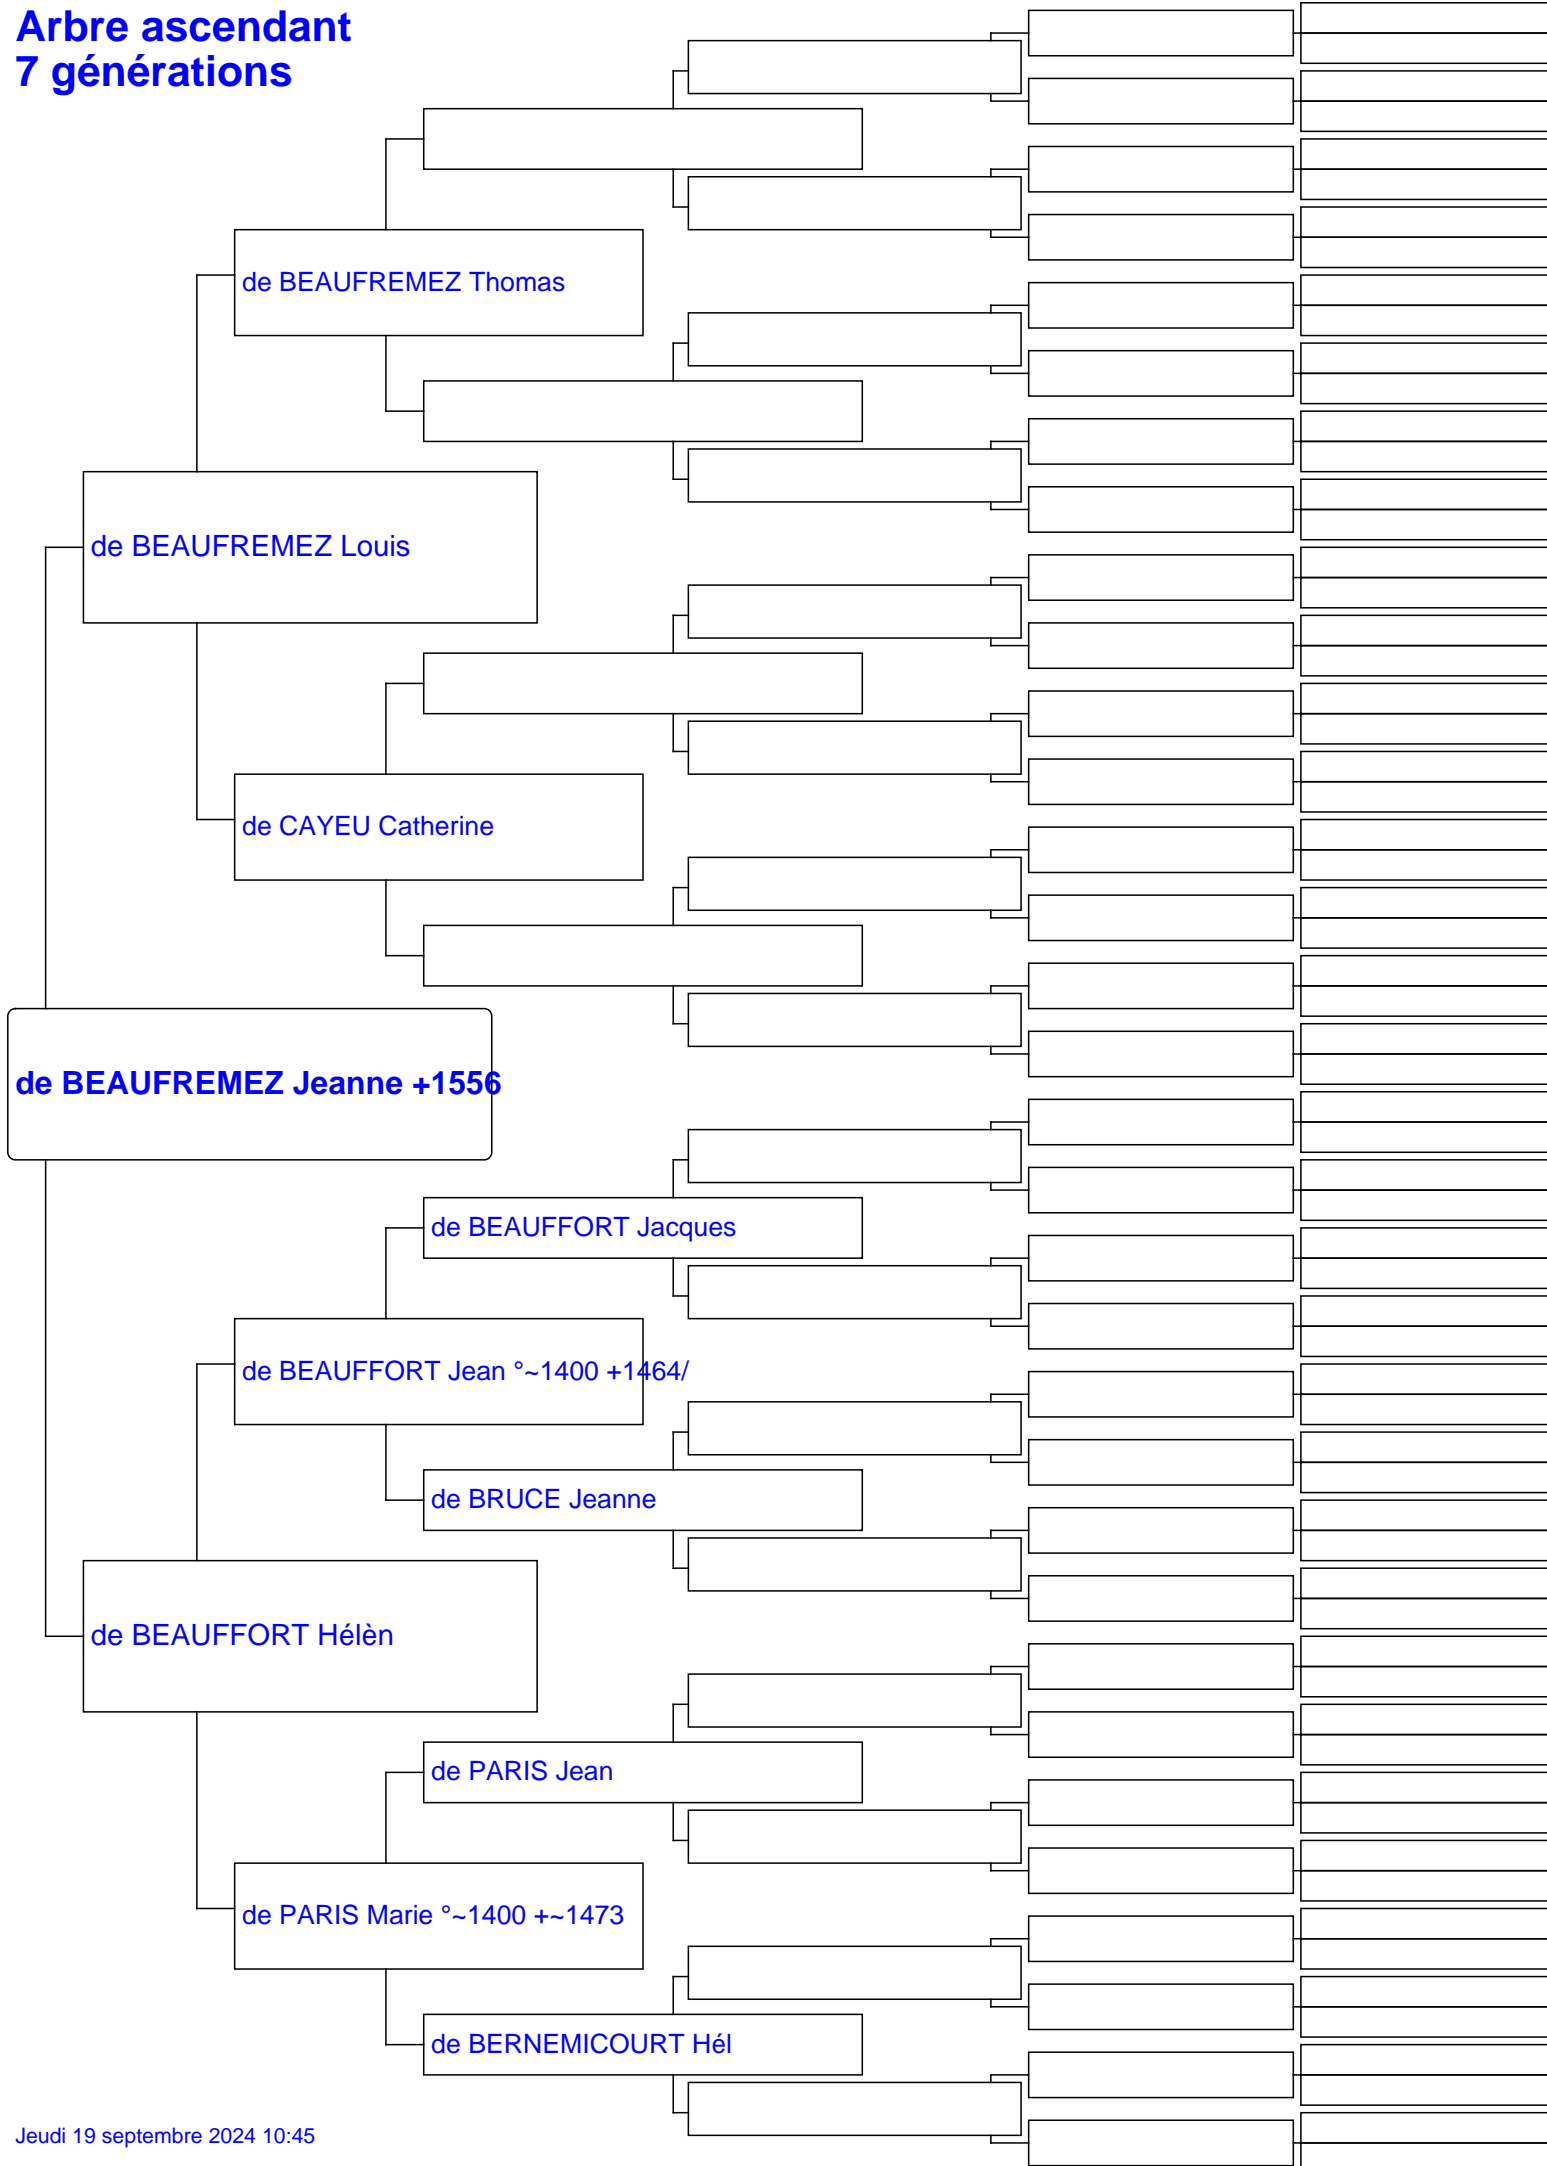 Arbre ascendant
7 générations
de BEAUFREMEZ Thomas
de BEAUFREMEZ Louis
de CAYEU Catherine
de BEAUFREMEZ Jeanne +1556
de BEAUFFORT Jacques
de BEAUFFORT Jean °~1400 +1464/
de BRUCE Jeanne
de BEAUFFORT Hélèn
de PARIS Jean
de PARIS Marie °~1400 +~1473
de BERNEMICOURT Hél
Jeudi 19 septembre 2024 10:45